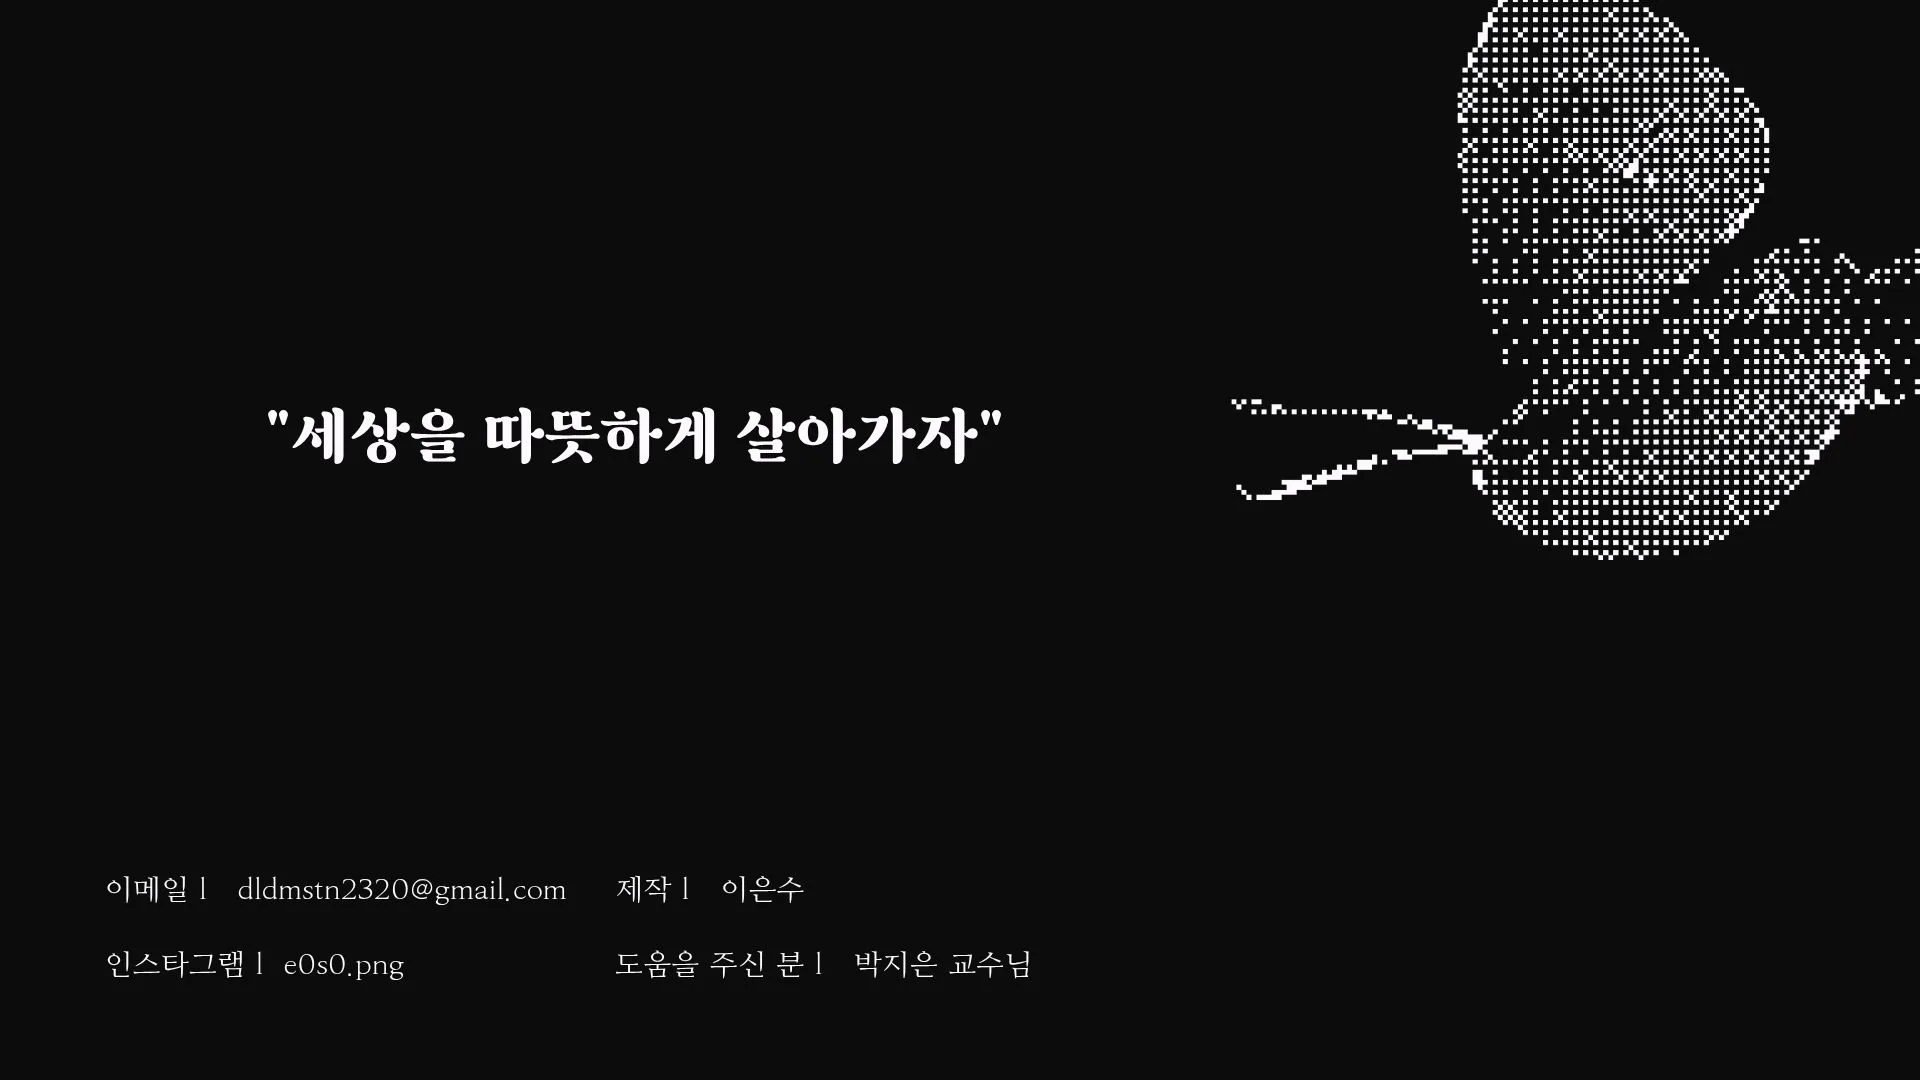 "세상을 따뜻하게 살아가자"
이메일 | dldmstn2320@gmail.com 제작 | 이은수
인스타그램 | e0s0.png 도움을 주신 분 | 박지은 교수님